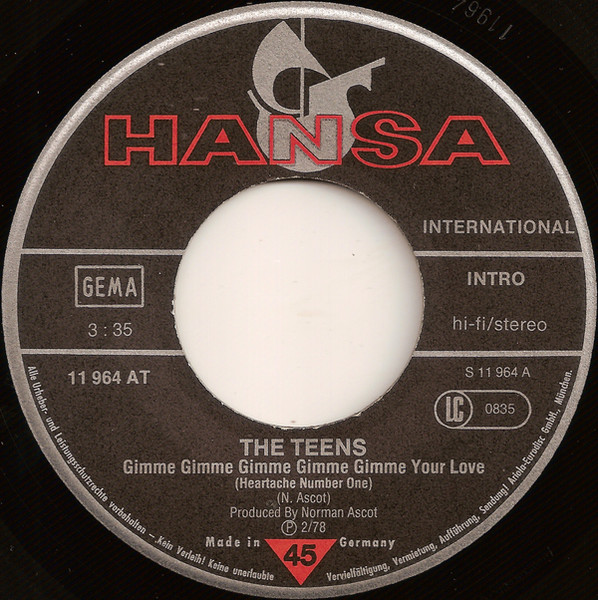 11964
HANSA
INTERNATIONAL
GEMA
INTRO
3 : 35
hi-fi/stereo
11 964 AT
S 11 964 A
LC 0835
THE TEENS
Gimme Gimme Gimme Gimme Gimme Your Love
(Heartache Number One)
(N. Ascot)
Produced By Norman Ascot
Ⓟ 2/78
Made in Germany
45
Alle Urheber- und Leistungsschutzrechte vorbehalten - Kein Verleih! Keine unerlaubte Vervielfältigung, Vermietung, Aufführung, Sendung! Ariola-Eurodisc GmbH., München.